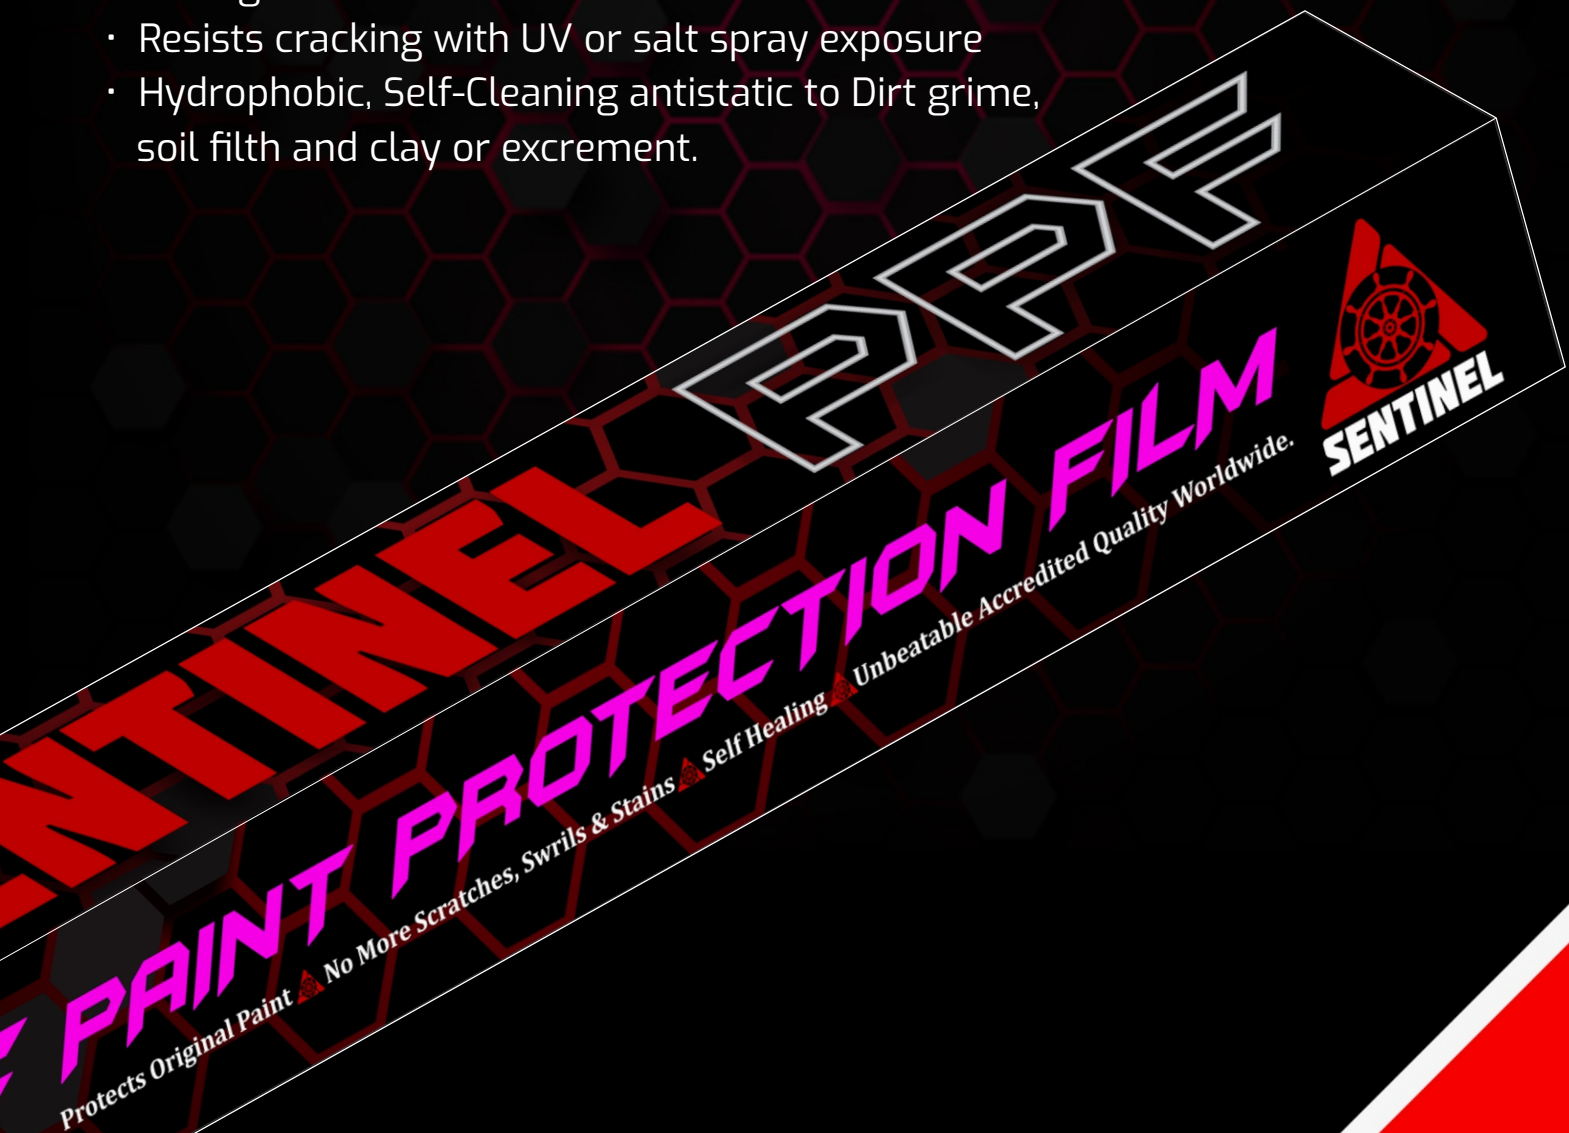 · Resists cracking with UV or salt spray exposure
· Hydrophobic, Self-Cleaning antistatic to Dirt grime,
soil filth and clay or excrement.
NTINEL PPF
PAINT PROTECTION FILM
Protects Original Paint No More Scratches, Swrils & Stains Self Healing Unbeatable Accredited Quality Worldwide.
SENTINEL